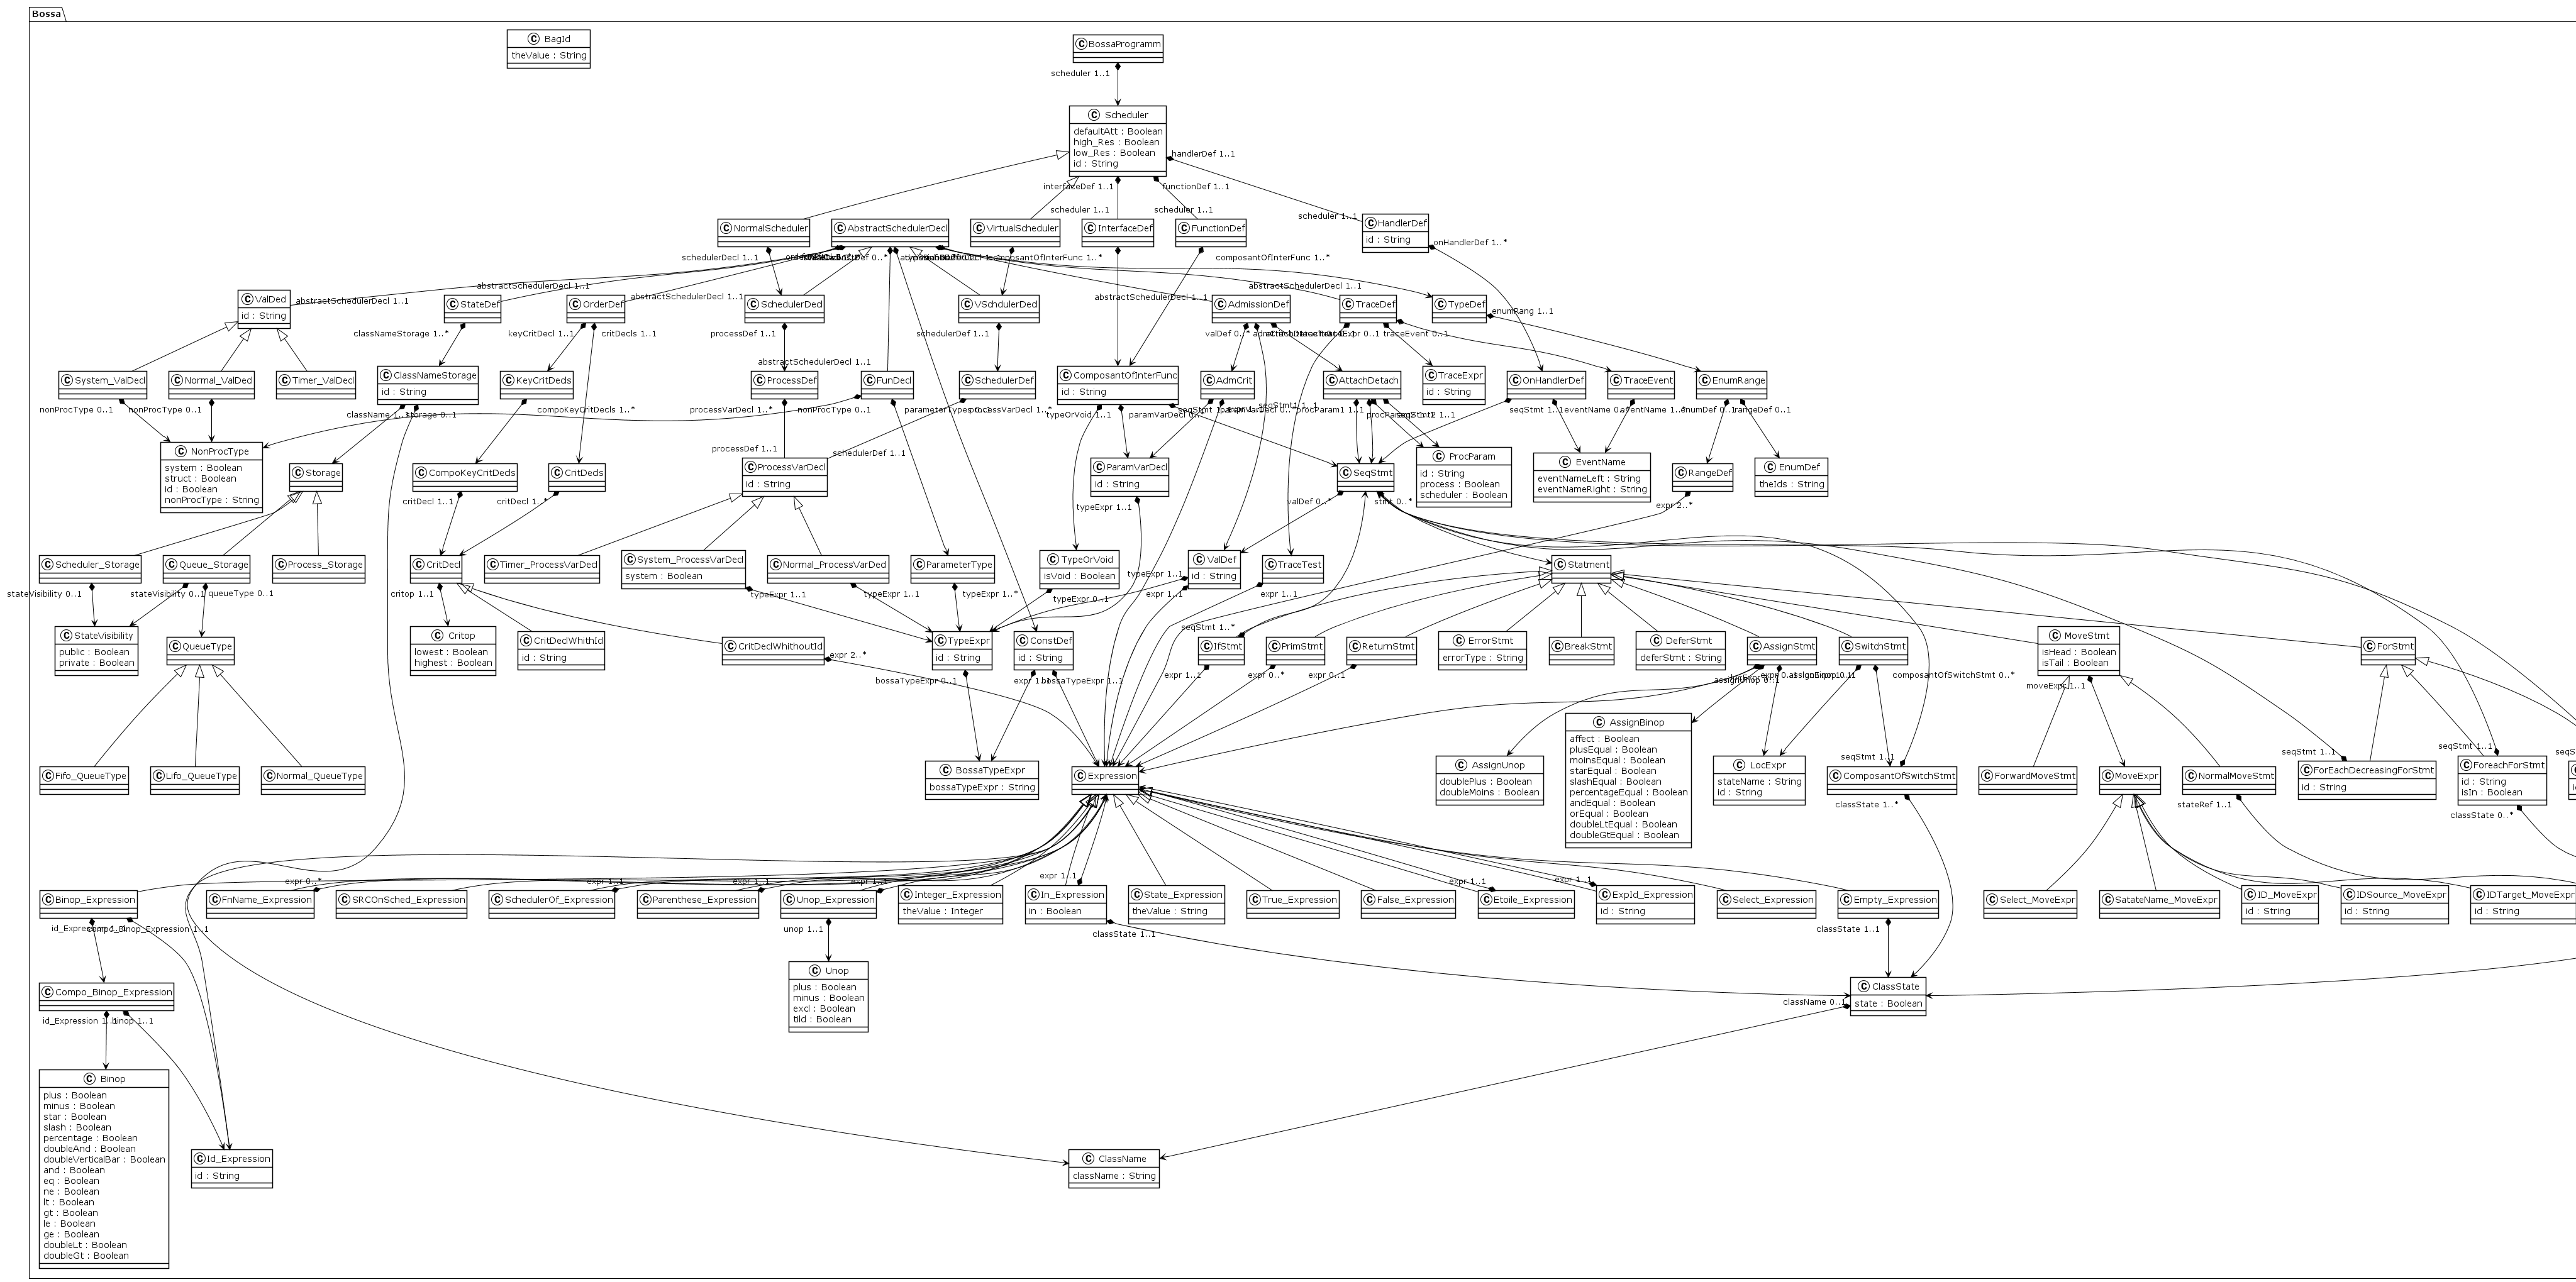 Bossa
BagId
theValue : String
BossaProgramm
scheduler 1..1
Scheduler
defaultAtt : Boolean
high_Res : Boolean
low_Res : Boolean
id : String
handlerDef 1..1
interfaceDef 1..1
functionDef 1..1
scheduler 1..1
scheduler 1..1
scheduler 1..1
NormalScheduler
AbstractSchedulerDecl
VirtualScheduler
InterfaceDef
FunctionDef
HandlerDef
id : String
onHandlerDef 1..*
schedulerDecl 1..1
composantOfInterFunc 1..*
composantOfInterFunc 1..*
abstractSchedulerDecl 1..1
abstractSchedulerDecl 1..1
abstractSchedulerDecl 1..1
abstractSchedulerDecl 1..1
abstractSchedulerDecl 1..1
ValDecl
id : String
StateDef
OrderDef
SchedulerDecl
VSchdulerDecl
AdmissionDef
TraceDef
TypeDef
enumRang 1..1
classNameStorage 1..*
keyCritDecl 1..1
critDecls 1..1
processDef 1..1
schedulerDef 1..1
valDef 0..*
traceEvent 0..1
abstractSchedulerDecl 1..1
System_ValDecl
Normal_ValDecl
Timer_ValDecl
ClassNameStorage
id : String
KeyCritDecls
ProcessDef
FunDecl
SchedulerDef
ComposantOfInterFunc
id : String
AdmCrit
AttachDetach
TraceExpr
id : String
OnHandlerDef
TraceEvent
EnumRange
nonProcType 0..1
nonProcType 0..1
className 1..1
storage 0..1
compoKeyCritDecls 1..*
processVarDecl 1..*
nonProcType 0..1
parameterType 0..1
processVarDecl 1..*
typeOrVoid 1..1
paramVarDecl 0..*
seqStmt 1..1
seqStmt 1..1
procParam1 1..1
seqStmt 1..1
eventName 0..*
eventName 1..*
enumDef 0..1
rangeDef 0..1
NonProcType
system : Boolean
struct : Boolean
id : Boolean
nonProcType : String
Storage
CompoKeyCritDecls
CritDecls
processDef 1..1
ProcessVarDecl
id : String
schedulerDef 1..1
ParamVarDecl
id : String
SeqStmt
ProcParam
id : String
process : Boolean
scheduler : Boolean
EventName
eventNameLeft : String
eventNameRight : String
RangeDef
EnumDef
theIds : String
critDecl 1..1
critDecl 1..*
typeExpr 1..1
valDef 0..*
stmt 0..*
expr 2..*
Scheduler_Storage
Queue_Storage
Process_Storage
CritDecl
Timer_ProcessVarDecl
System_ProcessVarDecl
system : Boolean
Normal_ProcessVarDecl
ParameterType
TypeOrVoid
isVoid : Boolean
ValDef
id : String
TraceTest
Statment
stateVisibility 0..1
stateVisibility 0..1
queueType 0..1
critop 1..1
typeExpr 1..1
typeExpr 1..1
typeExpr 1..*
typeExpr 0..1
typeExpr 1..1
expr 1..1
expr 1..1
seqStmt 1..*
StateVisibility
public : Boolean
private : Boolean
QueueType
Critop
lowest : Boolean
highest : Boolean
CritDeclWhithId
id : String
CritDeclWhithoutId
expr 2..*
TypeExpr
id : String
ConstDef
id : String
IfStmt
PrimStmt
ReturnStmt
ErrorStmt
errorType : String
BreakStmt
DeferStmt
deferStmt : String
AssignStmt
SwitchStmt
MoveStmt
isHead : Boolean
isTail : Boolean
ForStmt
bossaTypeExpr 0..1
expr 1..1
bossaTypeExpr 1..1
expr 1..1
expr 0..*
expr 0..1
assignUnop 0..1
expr 0..1
assignBinop 0..1
composantOfSwitchStmt 0..*
moveExpr 1..1
Fifo_QueueType
Lifo_QueueType
Normal_QueueType
BossaTypeExpr
bossaTypeExpr : String
Expression
AssignUnop
doublePlus : Boolean
doubleMoins : Boolean
AssignBinop
affect : Boolean
plusEqual : Boolean
moinsEqual : Boolean
starEqual : Boolean
slashEqual : Boolean
percentageEqual : Boolean
andEqual : Boolean
orEqual : Boolean
doubleLtEqual : Boolean
doubleGtEqual : Boolean
LocExpr
stateName : String
id : String
seqStmt 1..1
ComposantOfSwitchStmt
classState 1..*
ForwardMoveStmt
MoveExpr
NormalMoveStmt
stateRef 1..1
seqStmt 1..1
ForEachDecreasingForStmt
id : String
seqStmt 1..1
ForeachForStmt
id : String
isIn : Boolean
classState 0..*
expr 0..*
expr 1..1
expr 1..1
expr 1..1
expr 1..1
expr 1..1
expr 1..1
Binop_Expression
FnName_Expression
SRCOnSched_Expression
SchedulerOf_Expression
Parenthese_Expression
Unop_Expression
Integer_Expression
theValue : Integer
In_Expression
in : Boolean
State_Expression
theValue : String
True_Expression
False_Expression
Etoile_Expression
ExpId_Expression
id : String
Select_Expression
Empty_Expression
Select_MoveExpr
SatateName_MoveExpr
ID_MoveExpr
id : String
IDSource_MoveExpr
id : String
IDTarget_MoveExpr
id : String
id_Expression 1..1
compo_Binop_Expression 1..1
unop 1..1
classState 1..1
classState 1..1
Compo_Binop_Expression
Unop
plus : Boolean
minus : Boolean
excl : Boolean
tild : Boolean
ClassState
state : Boolean
className 0..1
id_Expression 1..1
binop 1..1
Binop
plus : Boolean
minus : Boolean
star : Boolean
slash : Boolean
percentage : Boolean
doubleAnd : Boolean
doubleVerticalBar : Boolean
and : Boolean
eq : Boolean
ne : Boolean
lt : Boolean
gt : Boolean
le : Boolean
ge : Boolean
doubleLt : Boolean
doubleGt : Boolean
Id_Expression
id : String
ClassName
className : String